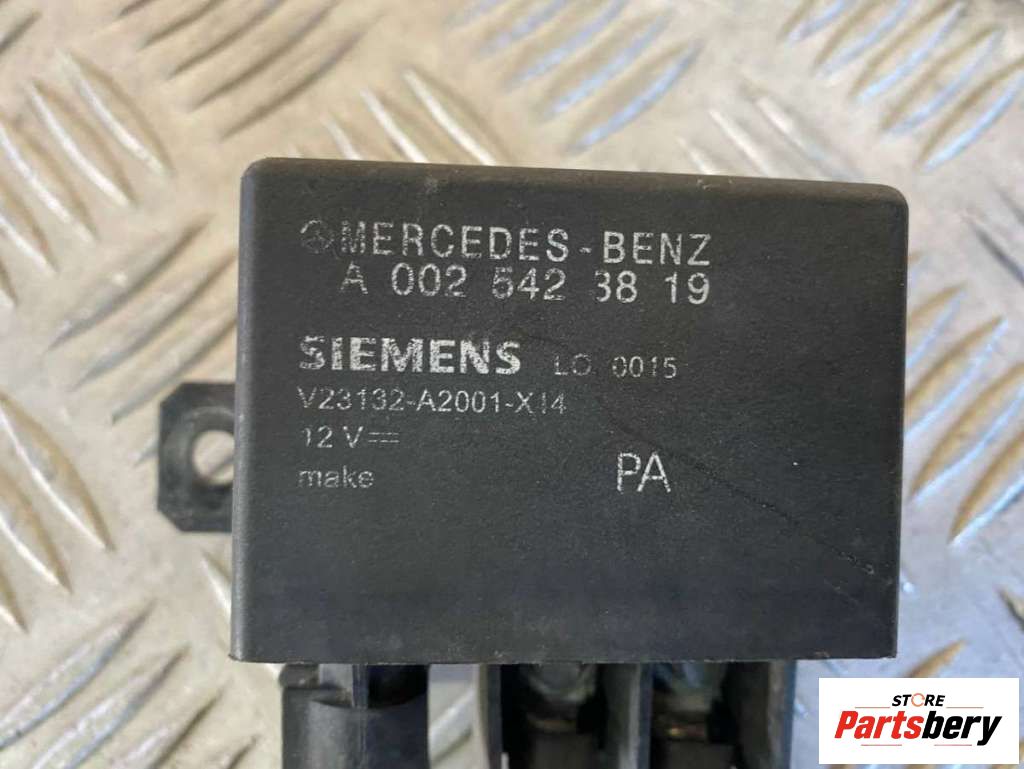 MERCEDES-BENZ
A 002 542 38 19
SIEMENS LO 0015
V23132-A2001-X14
12 V
make PA
STORE
Partsbery